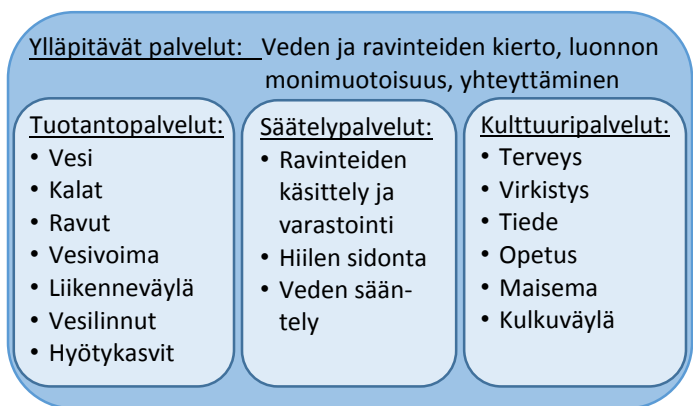 Ylläpitävät palvelut: Veden ja ravinteiden kierto, luonnon
monimuotoisuus, yhteyttäminen
Tuotantopalvelut:
• Vesi
• Kalat
• Ravut
• Vesivoima
• Liikenneväylä
• Vesilinnut
• Hyötykasvit
Säätelypalvelut:
• Ravinteiden
käsittely ja
varastointi
• Hiilen sidonta
• Veden sään-
tely
Kulttuuripalvelut:
• Terveys
• Virkistys
• Tiede
• Opetus
• Maisema
• Kulkuväylä